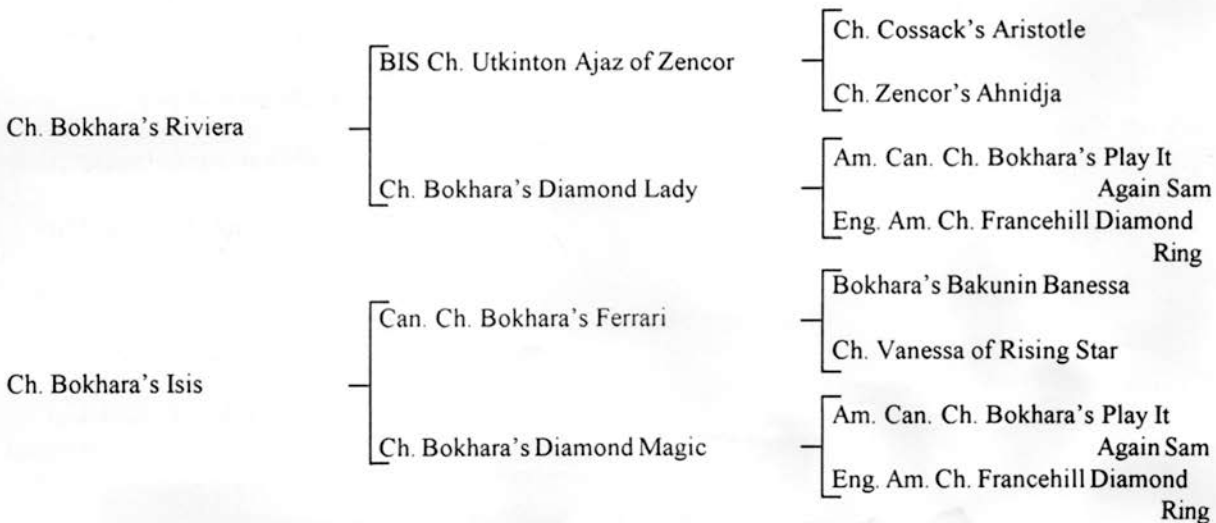 Ch. Cossack's Aristotle
BIS Ch. Utkinton Ajaz of Zencor
Ch. Zencor's Ahnidja
Ch. Bokhara's Riviera
Am. Can. Ch. Bokhara's Play It
Again Sam
Ch. Bokhara's Diamond Lady
Eng. Am. Ch. Francehill Diamond
Ring
Bokhara's Bakunin Banessa
Can. Ch. Bokhara's Ferrari
Ch. Vanessa of Rising Star
Ch. Bokhara's Isis
Am. Can. Ch. Bokhara's Play It
Again Sam
Ch. Bokhara's Diamond Magic
Eng. Am. Ch. Francehill Diamond
Ring